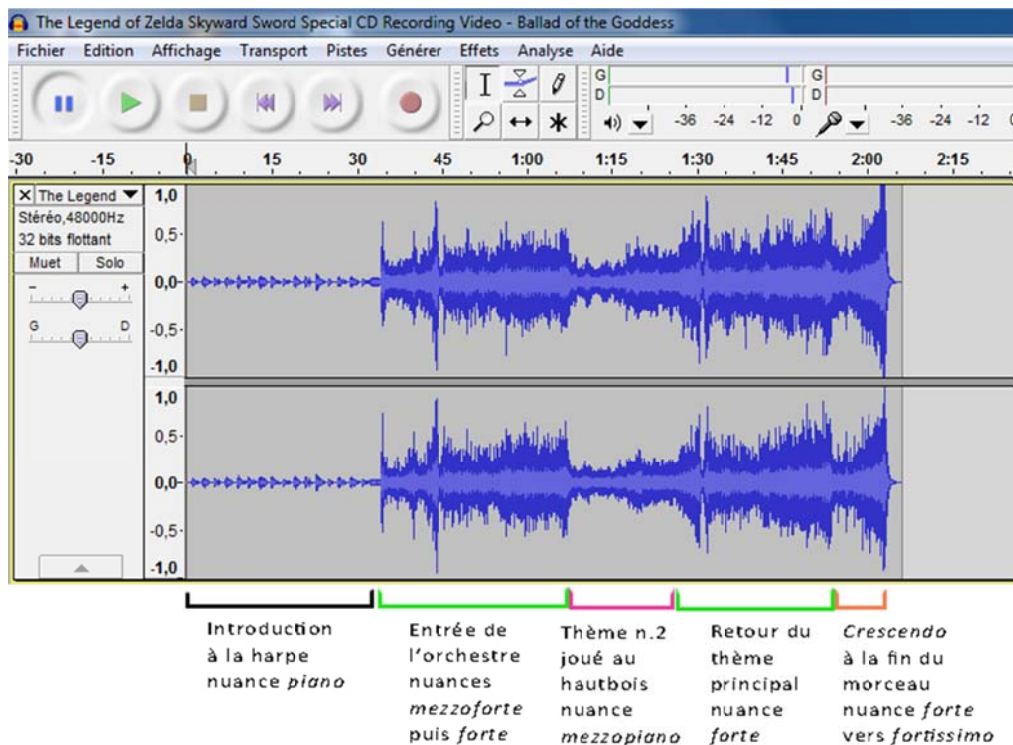 The Legend of Zelda Skyward Sword Special CD Recording Video - Ballad of the Goddess
Fichier Edition Affichage Transport Pistes Générer Effets Analyse Aide
G
D
-36 -24 -12 0
G
D
-36 -24 -12 0
-30 -15 0 15 30 45 1:00 1:15 1:30 1:45 2:00 2:15
X The Legend
Stéréo,48000Hz
32 bits flottant
Muet Solo
- +
G D
1,0
0,5-
0,0-
-0,5-
-1,0
1,0
0,5-
0,0-
-0,5-
-1,0
Introduction
à la harpe
nuance piano
Entrée de
l'orchestre
nuances
mezzoforte
puis forte
Thème n.2
joué au
hautbois
nuance
mezzopiano
Retour du
thème
principal
nuance
forte
Crescendo
à la fin du
morceau
nuance forte
vers fortissimo